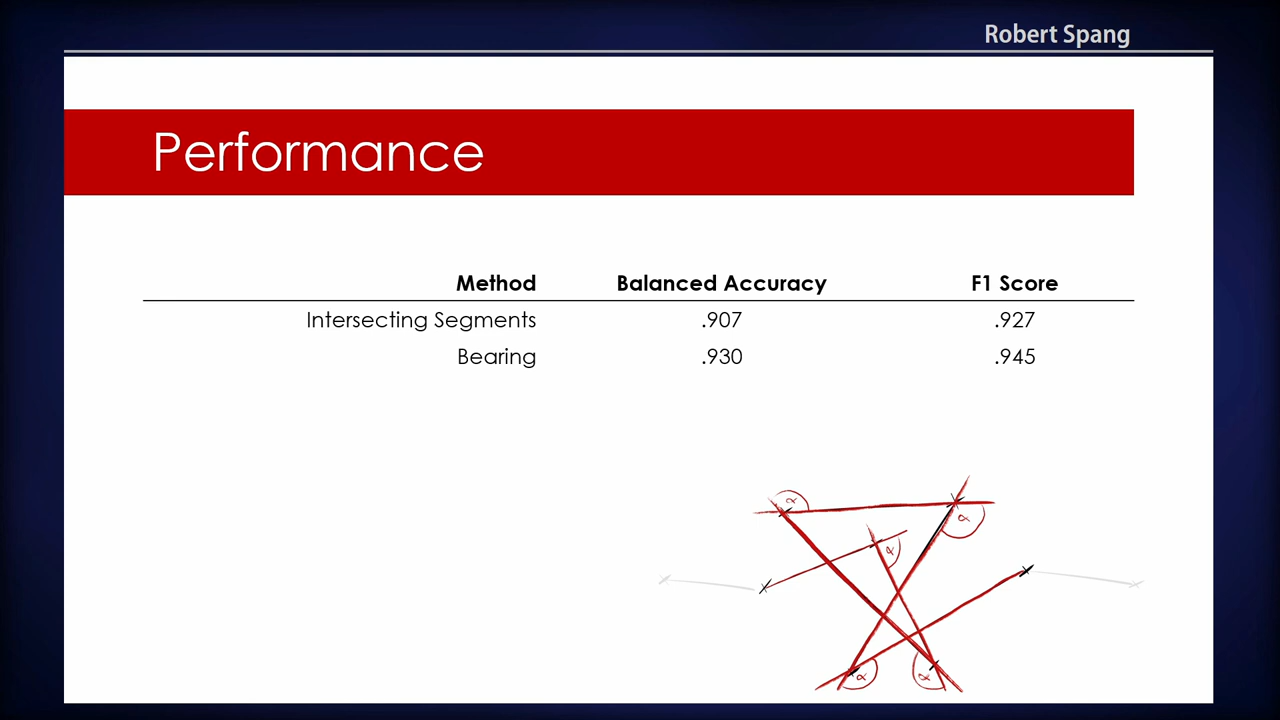 Robert Spang
Performance
Method Balanced Accuracy F1 Score
Intersecting Segments .907 .927
Bearing .930 .945
α
α
α
α
α